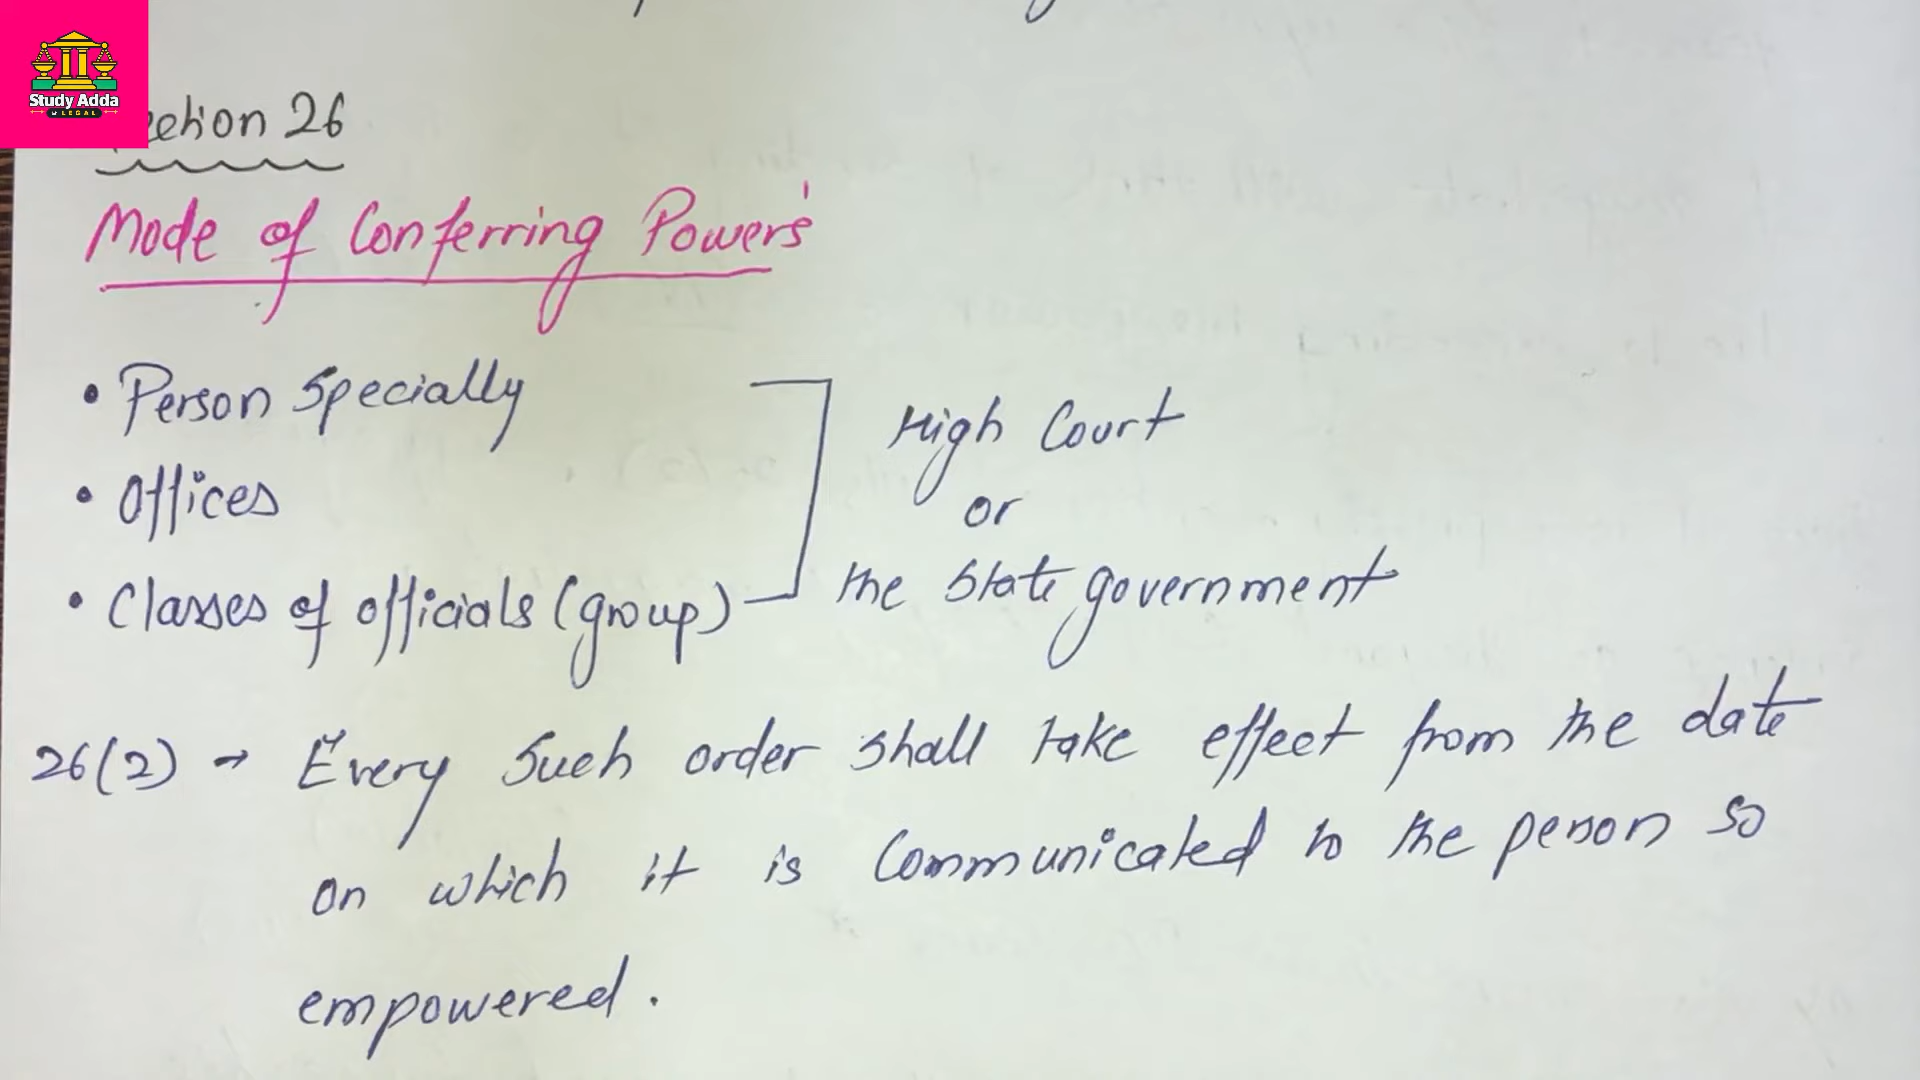 Study Adda
LEGAL
Section 26
Mode of Conferring Power's
• Person Specially
• Offices
• Classes of officials (group)
High Court
or
the State government
26(2) → Every Such order shall take effect from the date
on which it is Communicated to the person so
empowered.